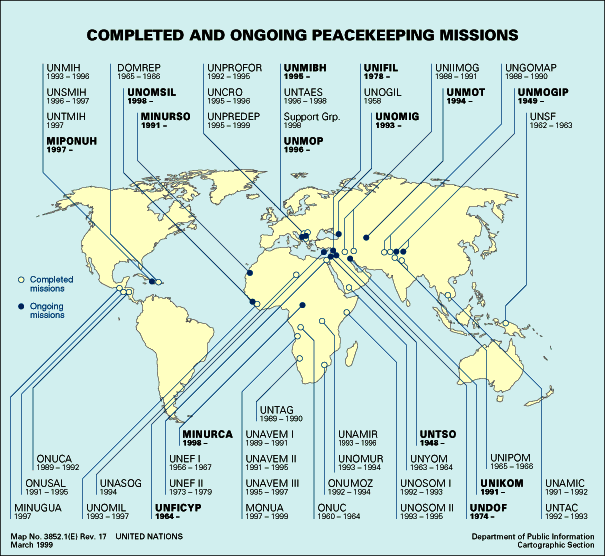 COMPLETED AND ONGOING PEACEKEEPING MISSIONS
UNMIH
1993 – 1996
UNSMIH
1996 – 1997
UNTMIH
1997
MIPONUH
1997 –
DOMREP
1965 – 1966
UNOMSIL
1998 –
MINURSO
1991 –
UNPROFOR
1992 – 1995
UNCRO
1995 – 1996
UNPREDEP
1995 – 1999
UNMIBH
1995 –
UNTAES
1996 – 1998
Support Grp.
1998
UNMOP
1996 –
UNIFIL
1978 –
UNOGIL
1958
UNOMIG
1993 –
UNIIMOG
1988 – 1991
UNMOT
1994 –
UNGOMAP
1988 – 1990
UNMOGIP
1949 –
UNSF
1962 – 1963
Completed
missions
Ongoing
missions
ONUCA
1989 – 1992
ONUSAL
1991 – 1995
MINUGUA
1997
UNASOG
1994
UNOMIL
1993 – 1997
MINURCA
1998 –
UNEF I
1956 – 1967
UNEF II
1973 – 1979
UNFICYP
1964 –
UNTAG
1989 – 1990
UNAVEM I
1989 – 1991
UNAVEM II
1991 – 1995
UNAVEM III
1995 – 1997
MONUA
1997 – 1999
UNAMIR
1993 – 1996
UNOMUR
1993 – 1994
ONUMOZ
1992 – 1994
ONUC
1960 – 1964
UNTSO
1948 –
UNYOM
1963 – 1964
UNOSOM I
1992 – 1993
UNOSOM II
1993 – 1995
UNIPOM
1965 – 1966
UNIKOM
1991 –
UNDOF
1974 –
UNAMIC
1991 – 1992
UNTAC
1992 – 1993
Map No. 3852.1(E) Rev. 17 UNITED NATIONS
March 1999
Department of Public Information
Cartographic Section